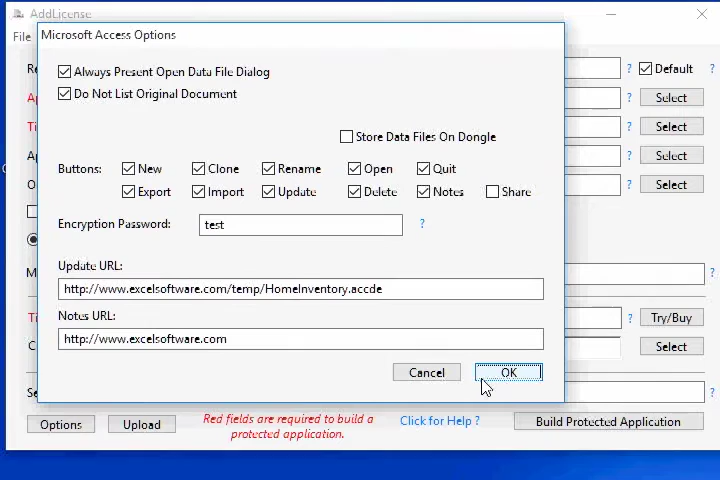 AddLicense
File
Microsoft Access Options
Always Present Open Data File Dialog
Do Not List Original Document
Store Data Files On Dongle
Buttons: New Clone Rename Open Quit
Export Import Update Delete Notes Share
Encryption Password: test ?
Update URL:
http://www.excelsoftware.com/temp/HomeInventory.accde
Notes URL:
http://www.excelsoftware.com
Cancel OK
? Default ?
? Select
? Select
? Select
? Select
?
? Try/Buy
Select
?
Options Upload
Red fields are required to build a
protected application.
Click for Help ?
Build Protected Application